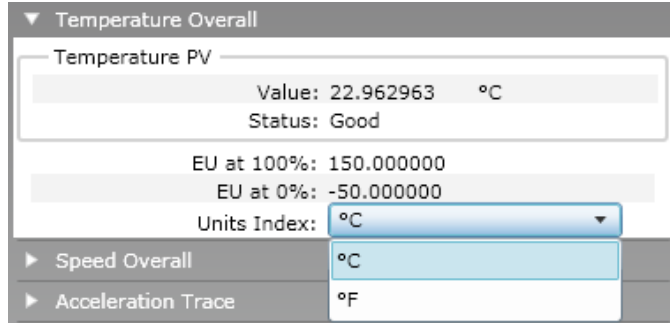 Temperature Overall
Temperature PV
Value: 22.962963 °C
Status: Good
EU at 100%: 150.000000
EU at 0%: -50.000000
Units Index: °C
°C
°F
Speed Overall
Acceleration Trace